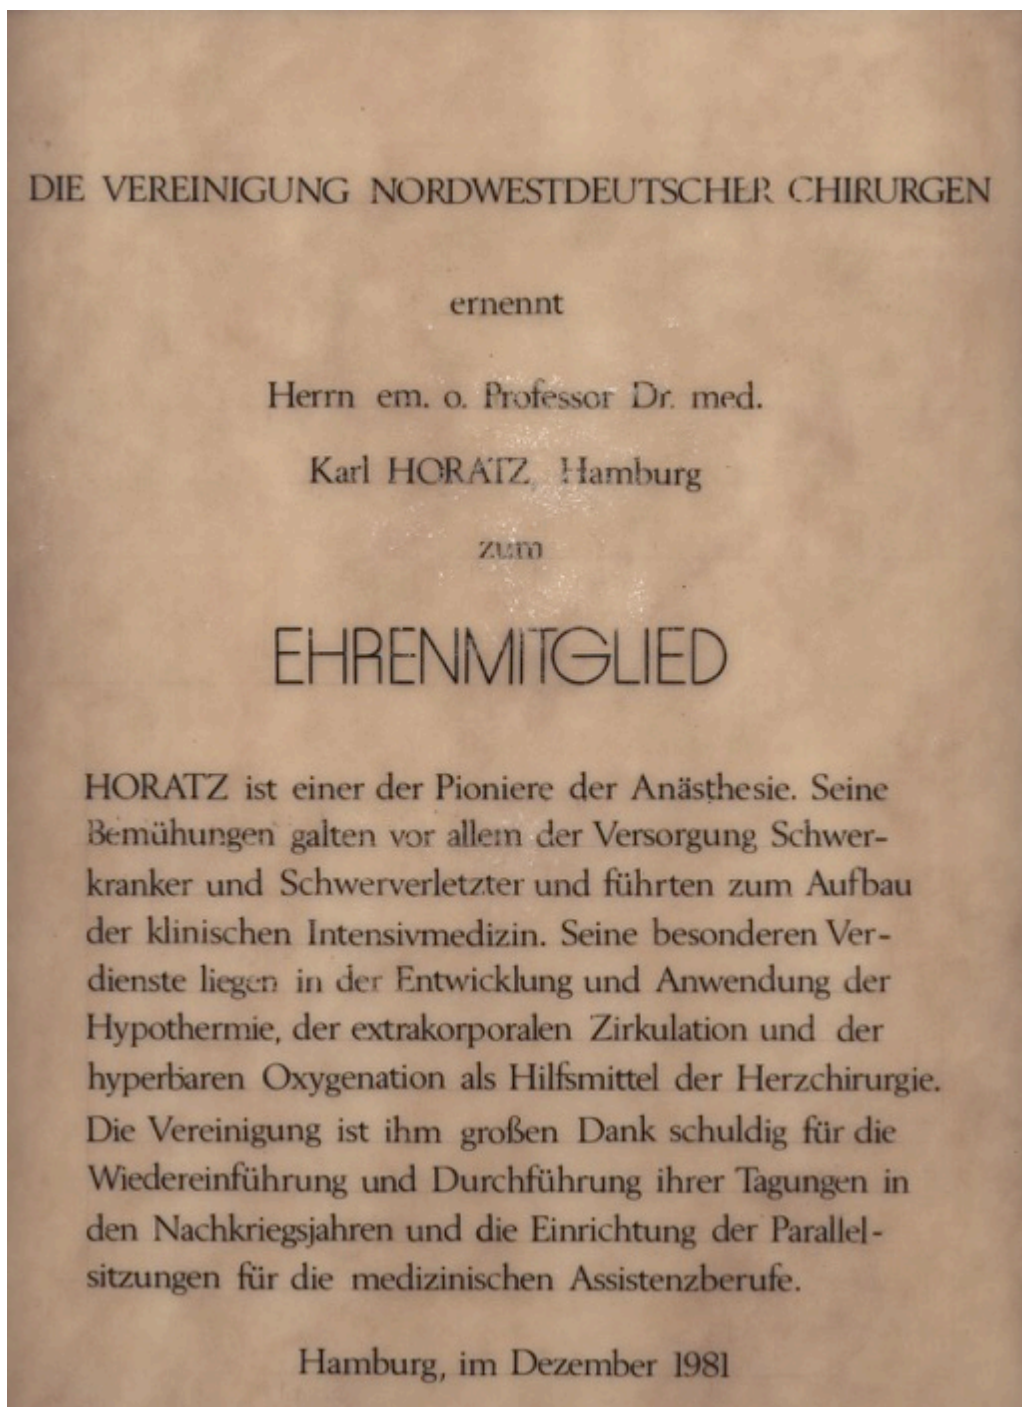 DIE VEREINIGUNG NORDWESTDEUTSCHER CHIRURGEN
ernennt
Herrn em. o. Professor Dr. med.
Karl HORATZ, Hamburg
zum
EHRENMITGLIED
HORATZ ist einer der Pioniere der Anästhesie. Seine
Bemühungen galten vor allem der Versorgung Schwer-
kranker und Schwerverletzter und führten zum Aufbau
der klinischen Intensivmedizin. Seine besonderen Ver-
dienste liegen in der Entwicklung und Anwendung der
Hypothermie, der extrakorporalen Zirkulation und der
hyperbaren Oxygenation als Hilfsmittel der Herzchirurgie.
Die Vereinigung ist ihm großen Dank schuldig für die
Wiedereinführung und Durchführung ihrer Tagungen in
den Nachkriegsjahren und die Einrichtung der Parallel-
sitzungen für die medizinischen Assistenzberufe.
Hamburg, im Dezember 1981